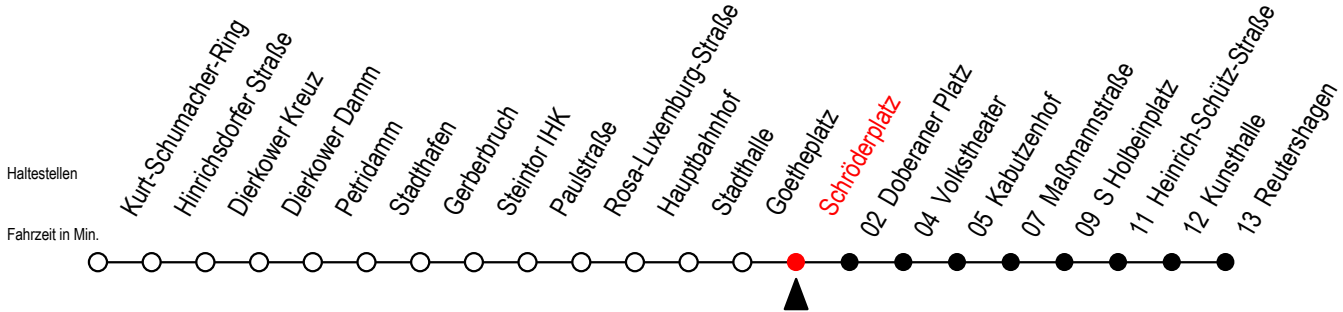 Haltestellen
Fahrzeit in Min.
Kurt-Schumacher-Ring
Hinrichsdorfer Straße
Dierkower Kreuz
Dierkower Damm
Petridamm
Stadthafen
Gerberbruch
Steintor IHK
Paulstraße
Rosa-Luxemburg-Straße
Hauptbahnhof
Stadthalle
Goetheplatz
Schröderplatz
02 Doberaner Platz
04 Volkstheater
05 Kabutzenhof
07 Maßmannstraße
09 S Holbeinplatz
11 Heinrich-Schütz-Straße
12 Kunsthalle
13 Reutershagen